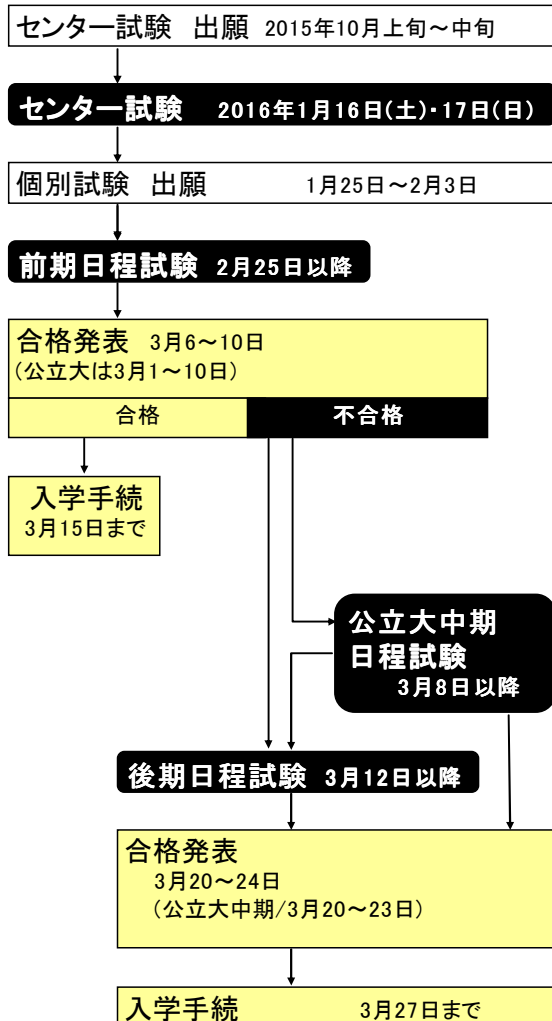 センター試験 出願 2015年10月上旬～中旬
センター試験 2016年1月16日(土)・17日(日)
個別試験 出願 1月25日～2月3日
前期日程試験 2月25日以降
合格発表 3月6～10日
(公立大は3月1～10日)
合格 不合格
入学手続
3月15日まで
公立大中期
日程試験
3月8日以降
後期日程試験 3月12日以降
合格発表
3月20～24日
(公立大中期/3月20～23日)
入学手続 3月27日まで